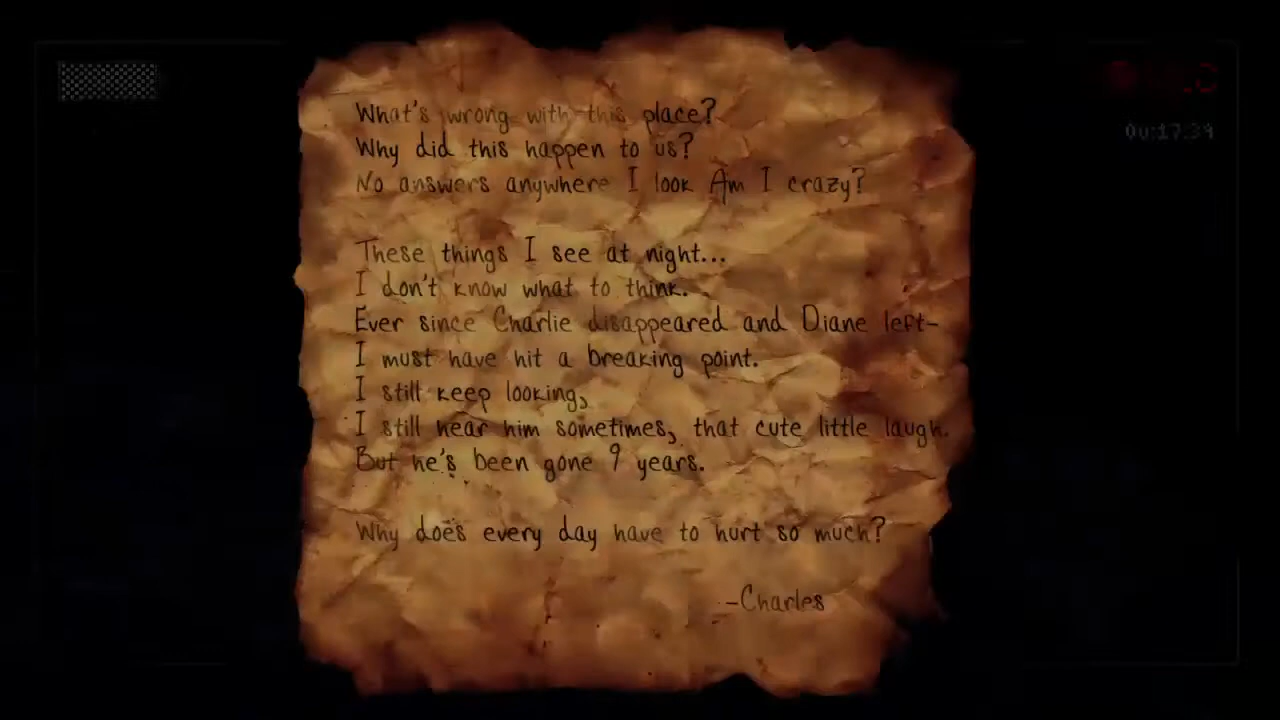 What's wrong with this place?
Why did this happen to us?
No answers anywhere I look Am I crazy?
These things I see at night...
I don't know what to think.
Ever since Charlie disappeared and Diane left-
I must have hit a breaking point.
I still keep looking,
I still hear him sometimes, that cute little laugh.
But he's been gone 9 years.
Why does every day have to hurt so much?
-Charles